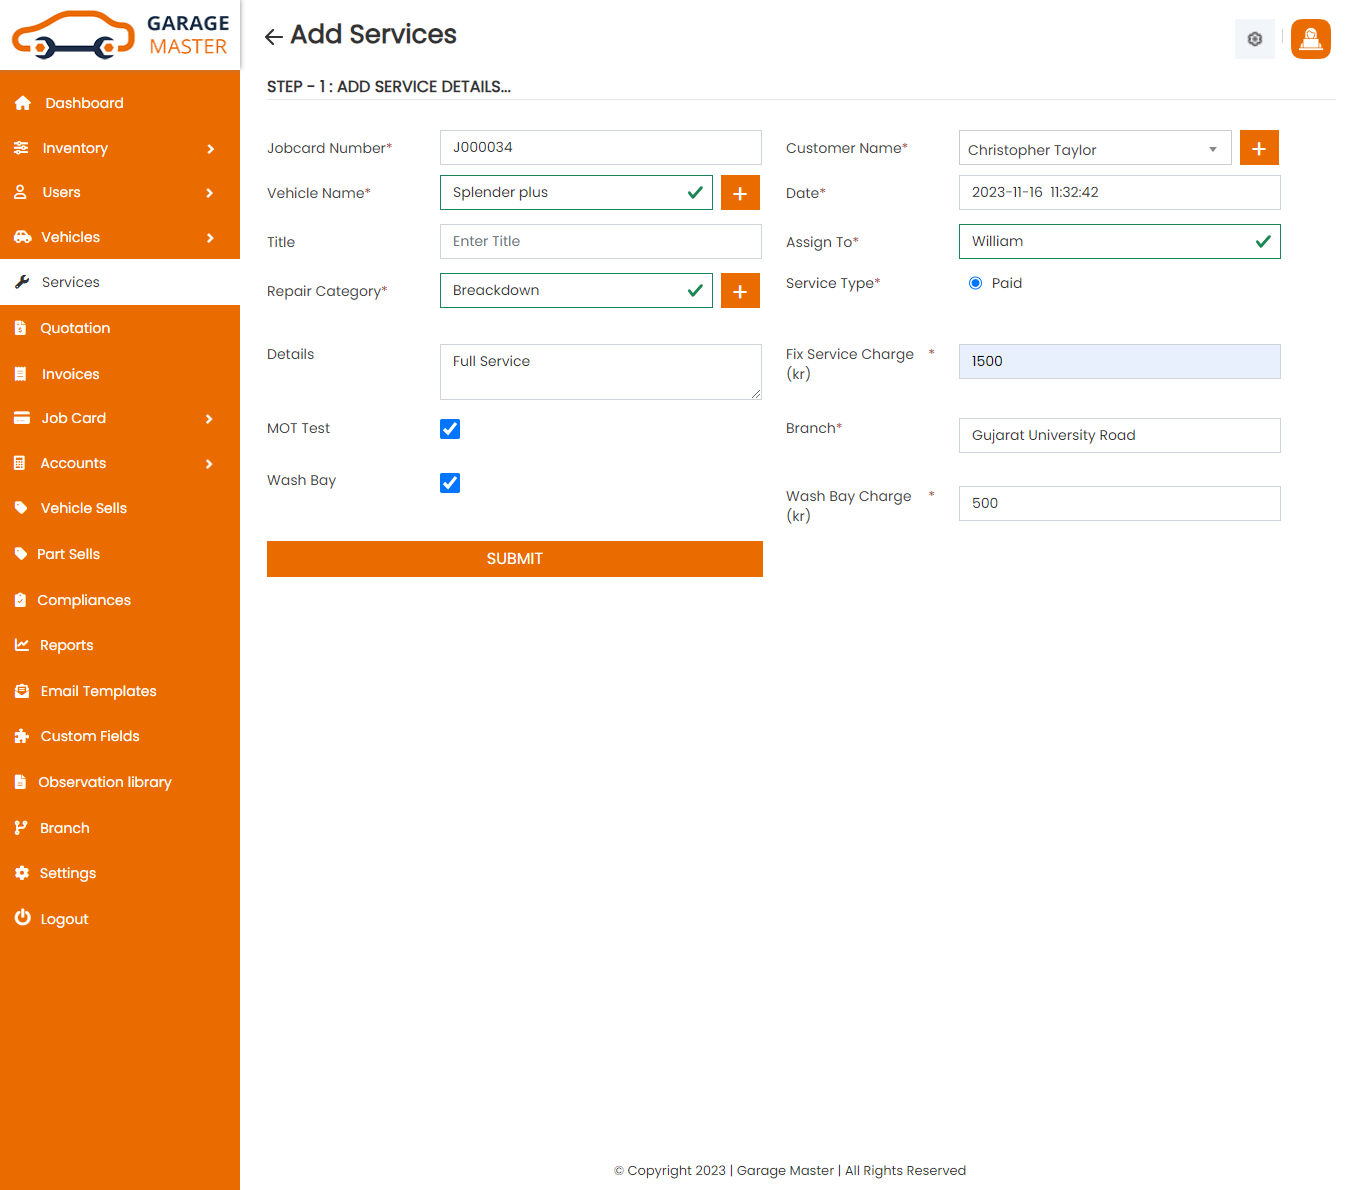 GARAGE
MASTER
Dashboard
Inventory
Users
Vehicles
Services
Quotation
Invoices
Job Card
Accounts
Vehicle Sells
Part Sells
Compliances
Reports
Email Templates
Custom Fields
Observation library
Branch
Settings
Logout
Add Services
STEP - 1 : ADD SERVICE DETAILS...
Jobcard Number* J000034 Customer Name* Christopher Taylor +
Vehicle Name* Splender plus + Date* 2023-11-16 11:32:42
Title Enter Title Assign To* William
Repair Category* Breackdown + Service Type* Paid
Details Full Service Fix Service Charge * 1500
(kr)
MOT Test Branch* Gujarat University Road
Wash Bay Wash Bay Charge * 500
(kr)
SUBMIT
© Copyright 2023 | Garage Master | All Rights Reserved